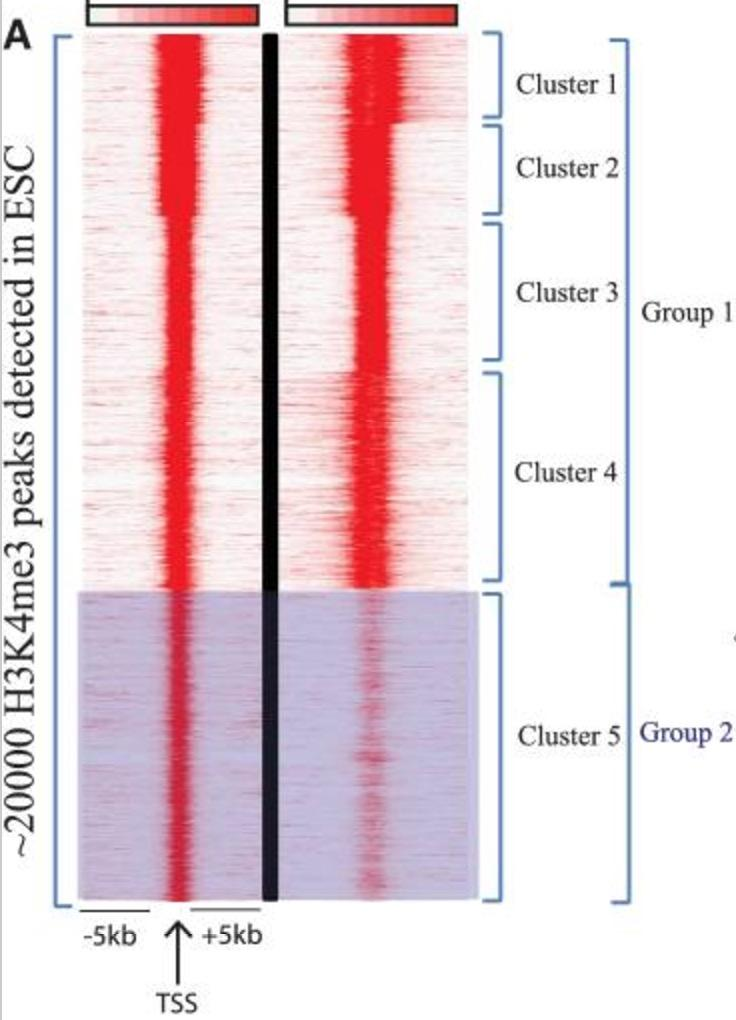 A
~20000 H3K4me3 peaks detected in ESC
Cluster 1
Cluster 2
Cluster 3
Group 1
Cluster 4
Cluster 5
Group 2
-5kb
+5kb
TSS